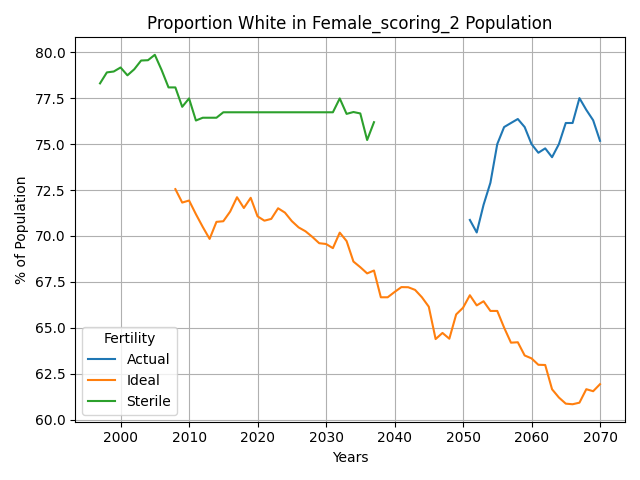 Proportion White in Female_scoring_2 Population
% of Population
80.0
77.5
75.0
72.5
70.0
67.5
65.0
62.5
60.0
Fertility
Actual
Ideal
Sterile
2000 2010 2020 2030 2040 2050 2060 2070
Years